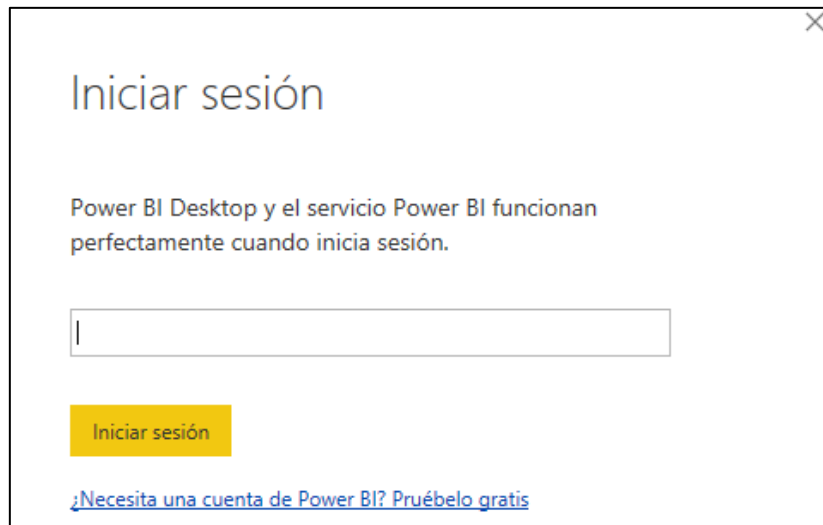 Iniciar sesión
Power BI Desktop y el servicio Power BI funcionan
perfectamente cuando inicia sesión.
Iniciar sesión
¿Necesita una cuenta de Power BI? Pruébelo gratis